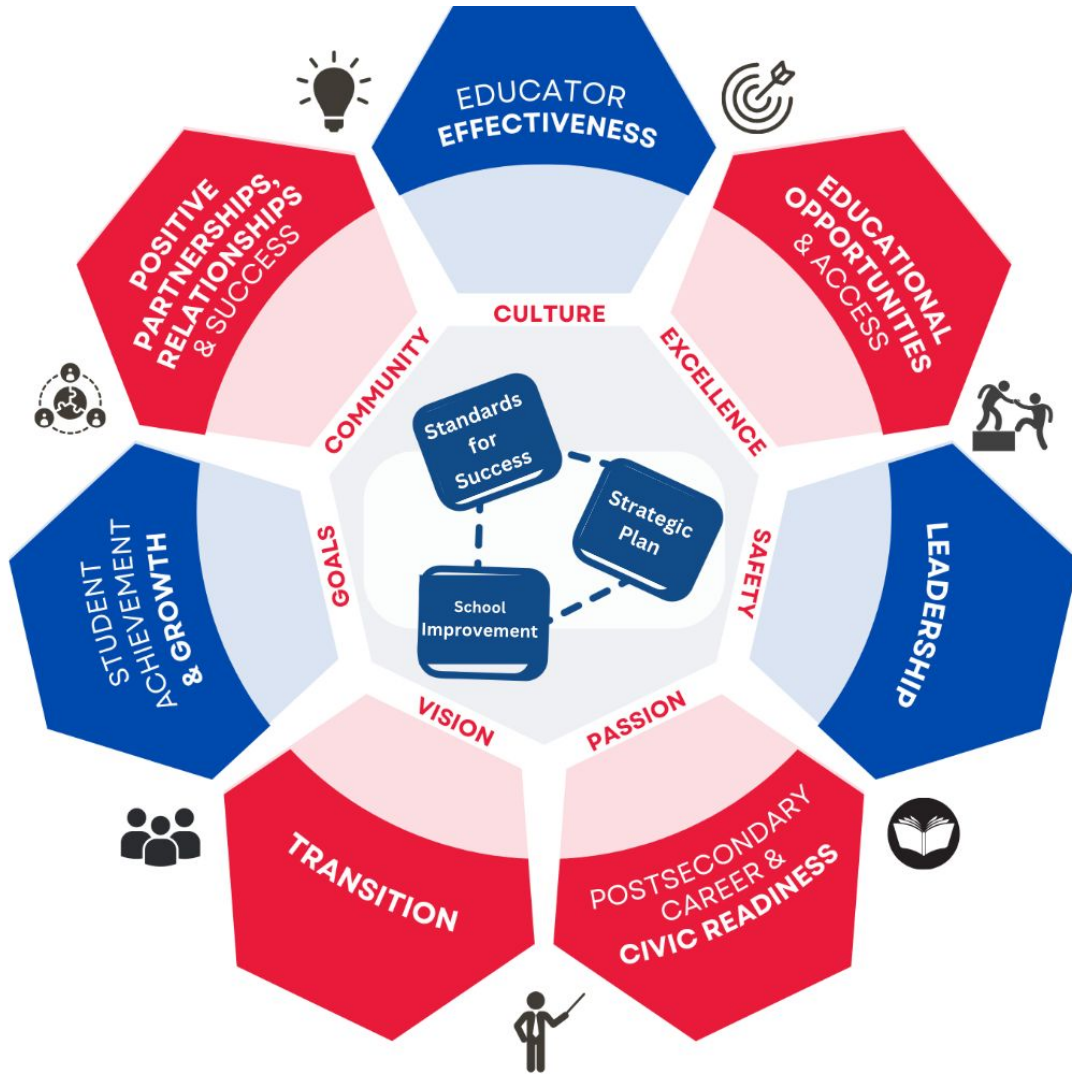 EDUCATOR
EFFECTIVENESS
EDUCATIONAL
OPPORTUNITIES
& ACCESS
LEADERSHIP
POSTSECONDARY
CAREER &
CIVIC READINESS
TRANSITION
STUDENT
ACHIEVEMENT
& GROWTH
POSITIVE
PARTNERSHIPS,
RELATIONSHIPS
& SUCCESS
CULTURE
EXCELLENCE
SAFETY
PASSION
VISION
GOALS
COMMUNITY
Standards
for
Success
Strategic
Plan
School
Improvement